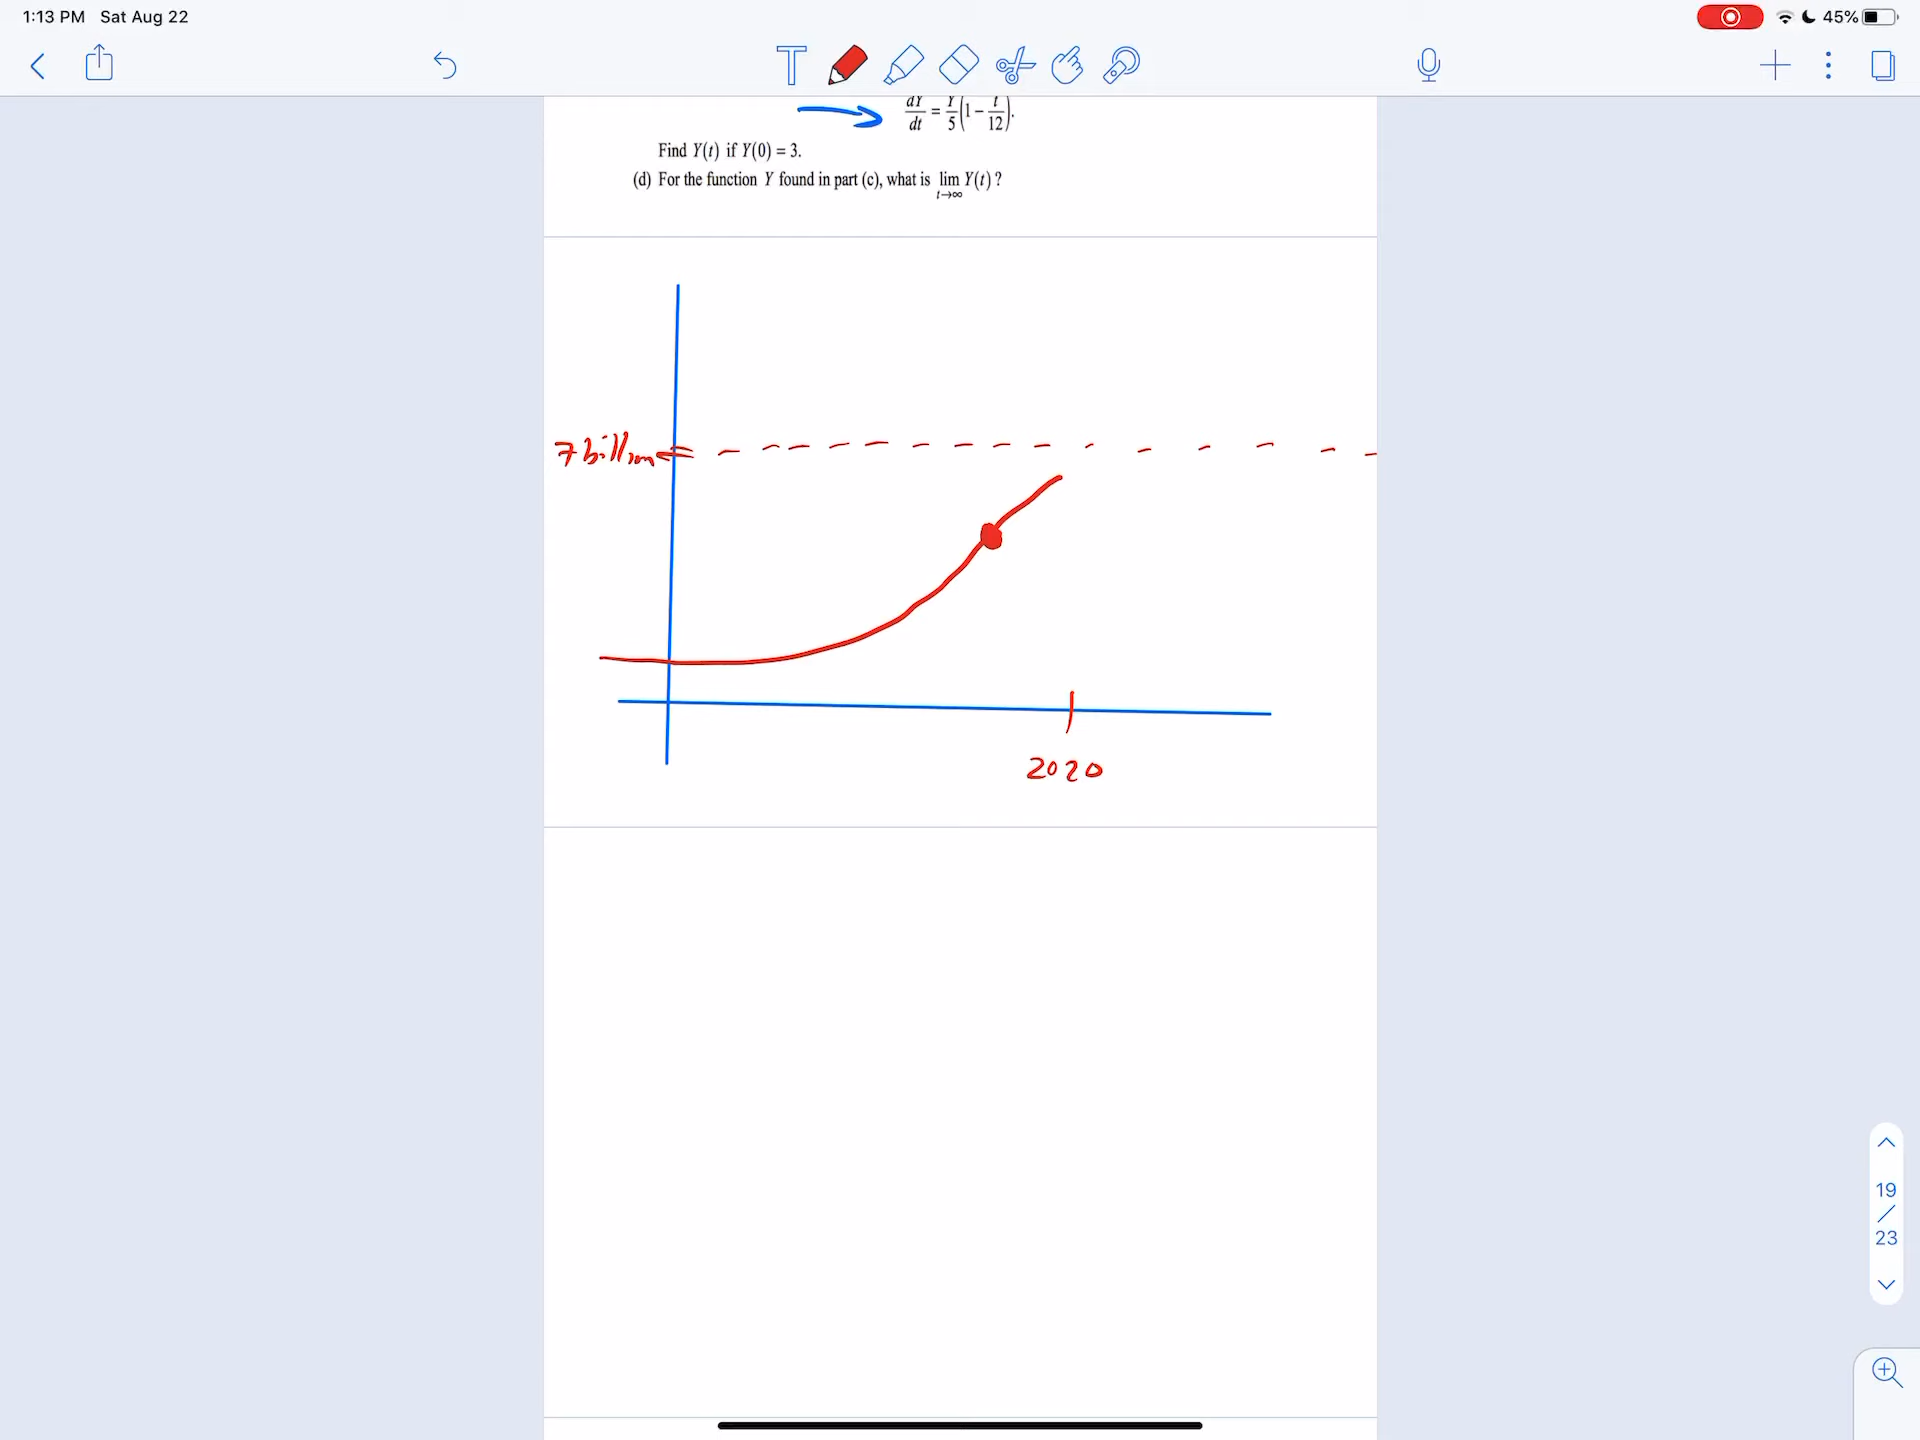 1:13 PM Sat Aug 22
45%
dY/dt = Y/5(1 − t/12).
Find Y(t) if Y(0) = 3.
(d) For the function Y found in part (c), what is lim t→∞ Y(t) ?
7 billion
2020
19
/
23